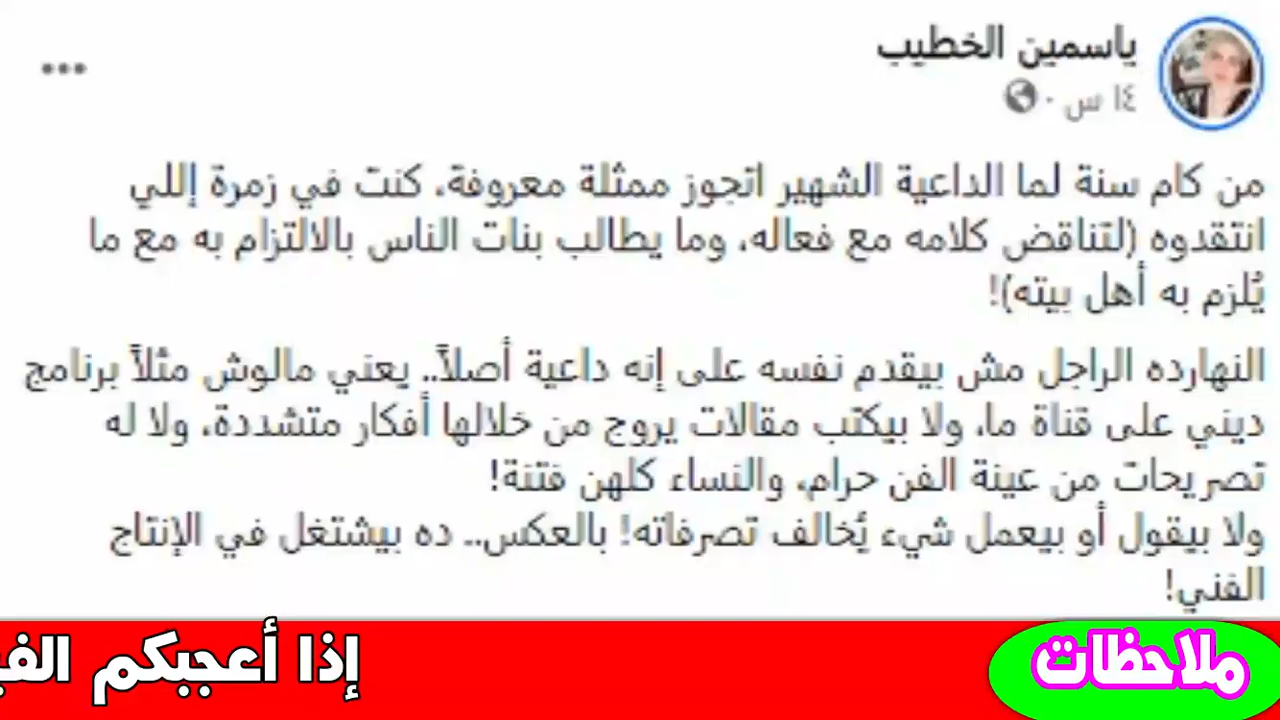 ياسمين الخطيب
١٤ س ·
من كام سنة لما الداعية الشهير اتجوز ممثلة معروفة، كنت في زمرة إللي
انتقدوه (لتناقض كلامه مع فعاله، وما يطالب بنات الناس بالالتزام به مع ما
يُلزم به أهل بيته)!
النهارده الراجل مش بيقدم نفسه على إنه داعية أصلاً.. يعني مالوش مثلاً برنامج
ديني على قناة ما، ولا بيكتب مقالات يروج من خلالها أفكار متشددة، ولا له
تصريحات من عينة الفن حرام، والنساء كلهن فتنة!
ولا بيقول أو بيعمل شيء يُخالف تصرفاته! بالعكس.. ده بيشتغل في الإنتاج
الفني!
ملاحظات
إذا أعجبكم